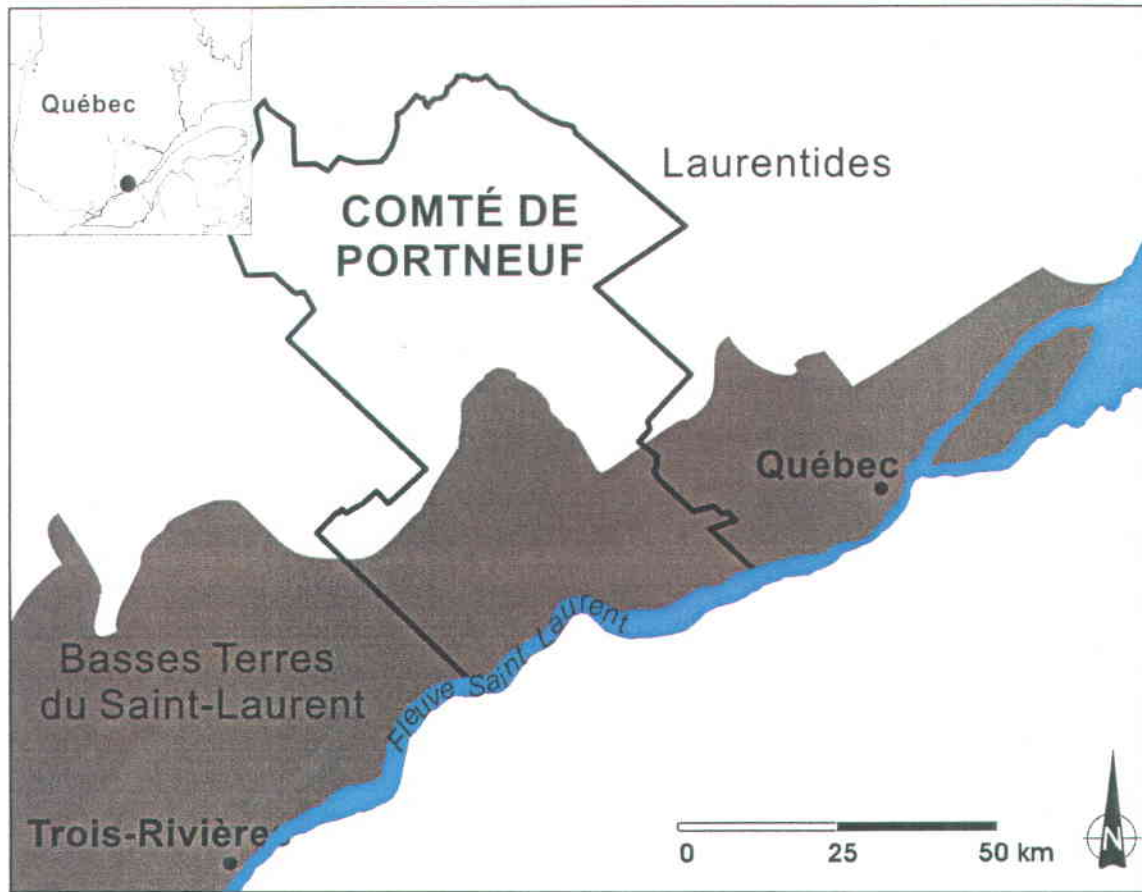 Québec
Laurentides
COMTÉ DE
PORTNEUF
Québec
Basses Terres
du Saint-Laurent
Fleuve Saint-Laurent
Trois-Rivières
0 25 50 km
N